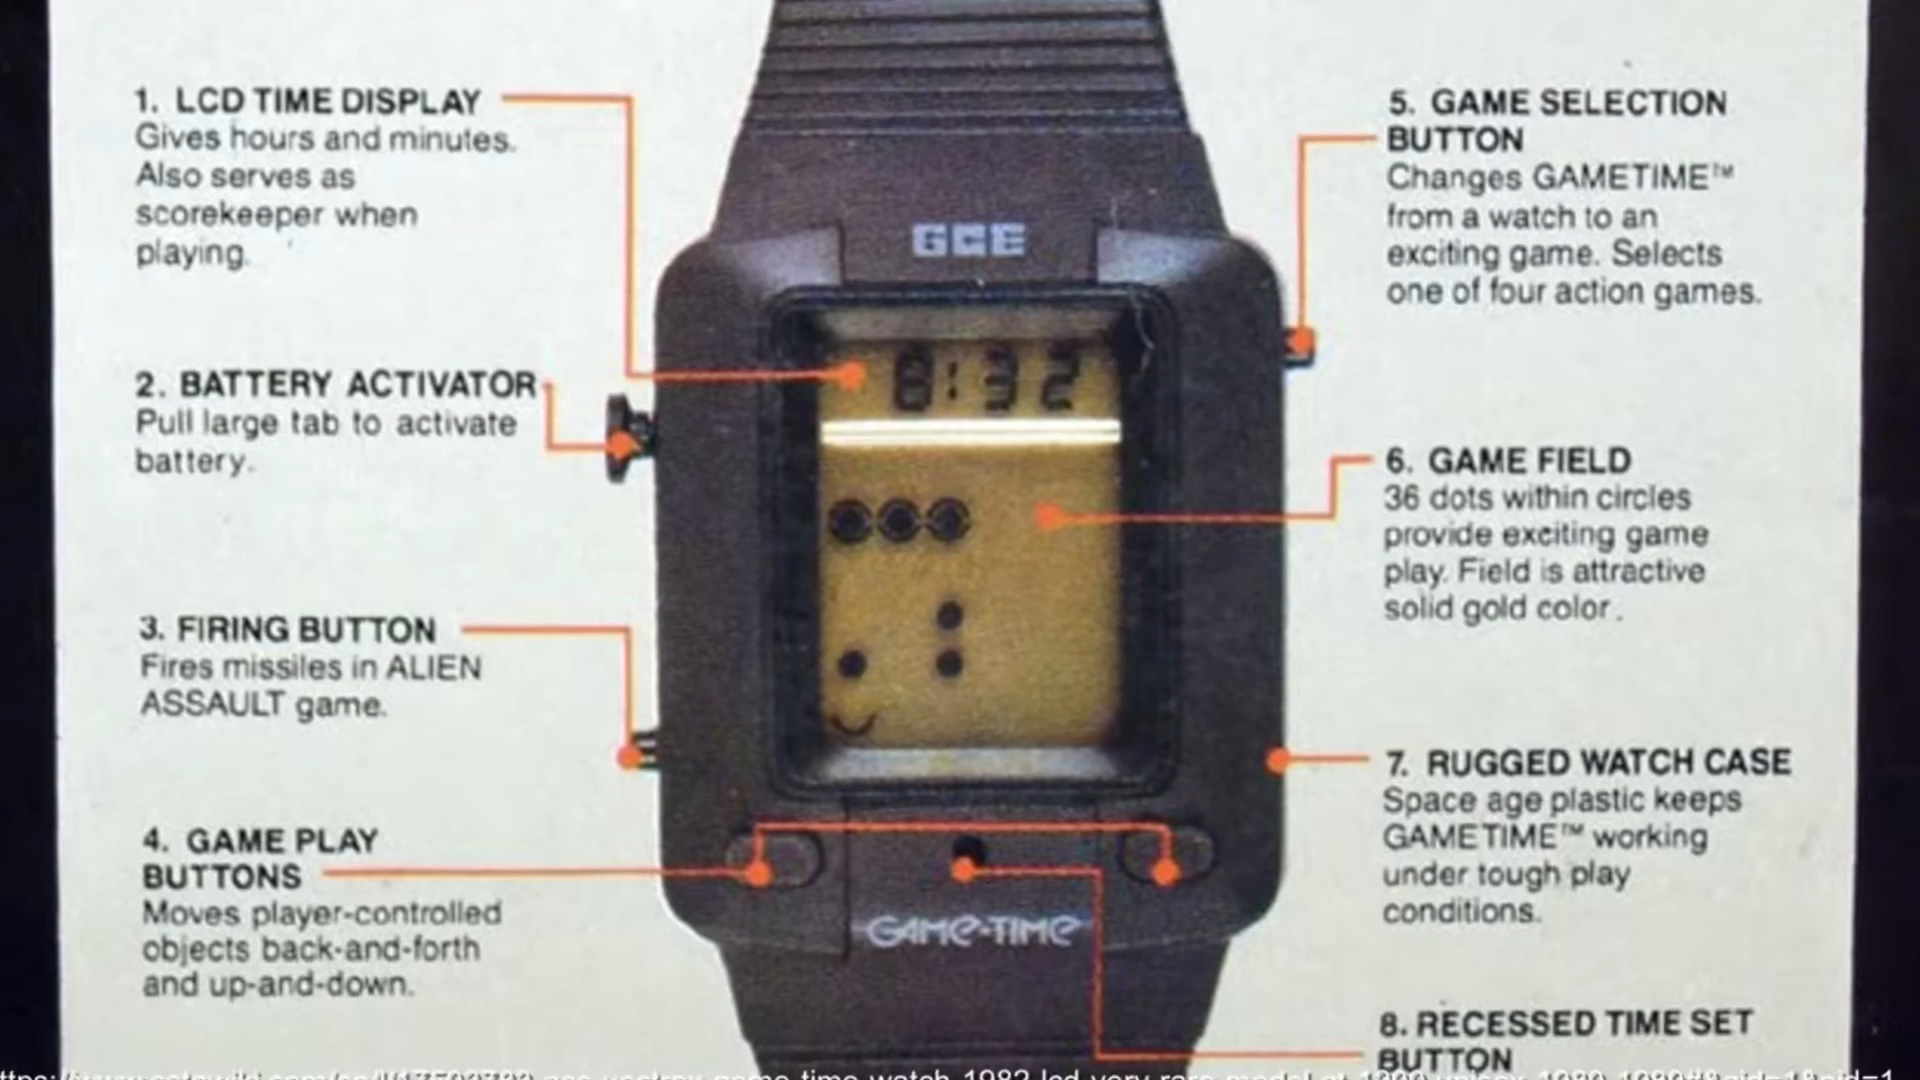 1. LCD TIME DISPLAY
Gives hours and minutes.
Also serves as
scorekeeper when
playing.
2. BATTERY ACTIVATOR
Pull large tab to activate
battery.
3. FIRING BUTTON
Fires missiles in ALIEN
ASSAULT game.
4. GAME PLAY
BUTTONS
Moves player-controlled
objects back-and-forth
and up-and-down.
GCE
8:32
GAME-TIME
5. GAME SELECTION
BUTTON
Changes GAMETIME™
from a watch to an
exciting game. Selects
one of four action games.
6. GAME FIELD
36 dots within circles
provide exciting game
play. Field is attractive
solid gold color.
7. RUGGED WATCH CASE
Space age plastic keeps
GAMETIME™ working
under tough play
conditions.
8. RECESSED TIME SET
BUTTON